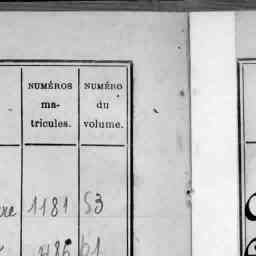 NUMÉROS NUMÉRO
ma- du
tricules. volume.
1181 53